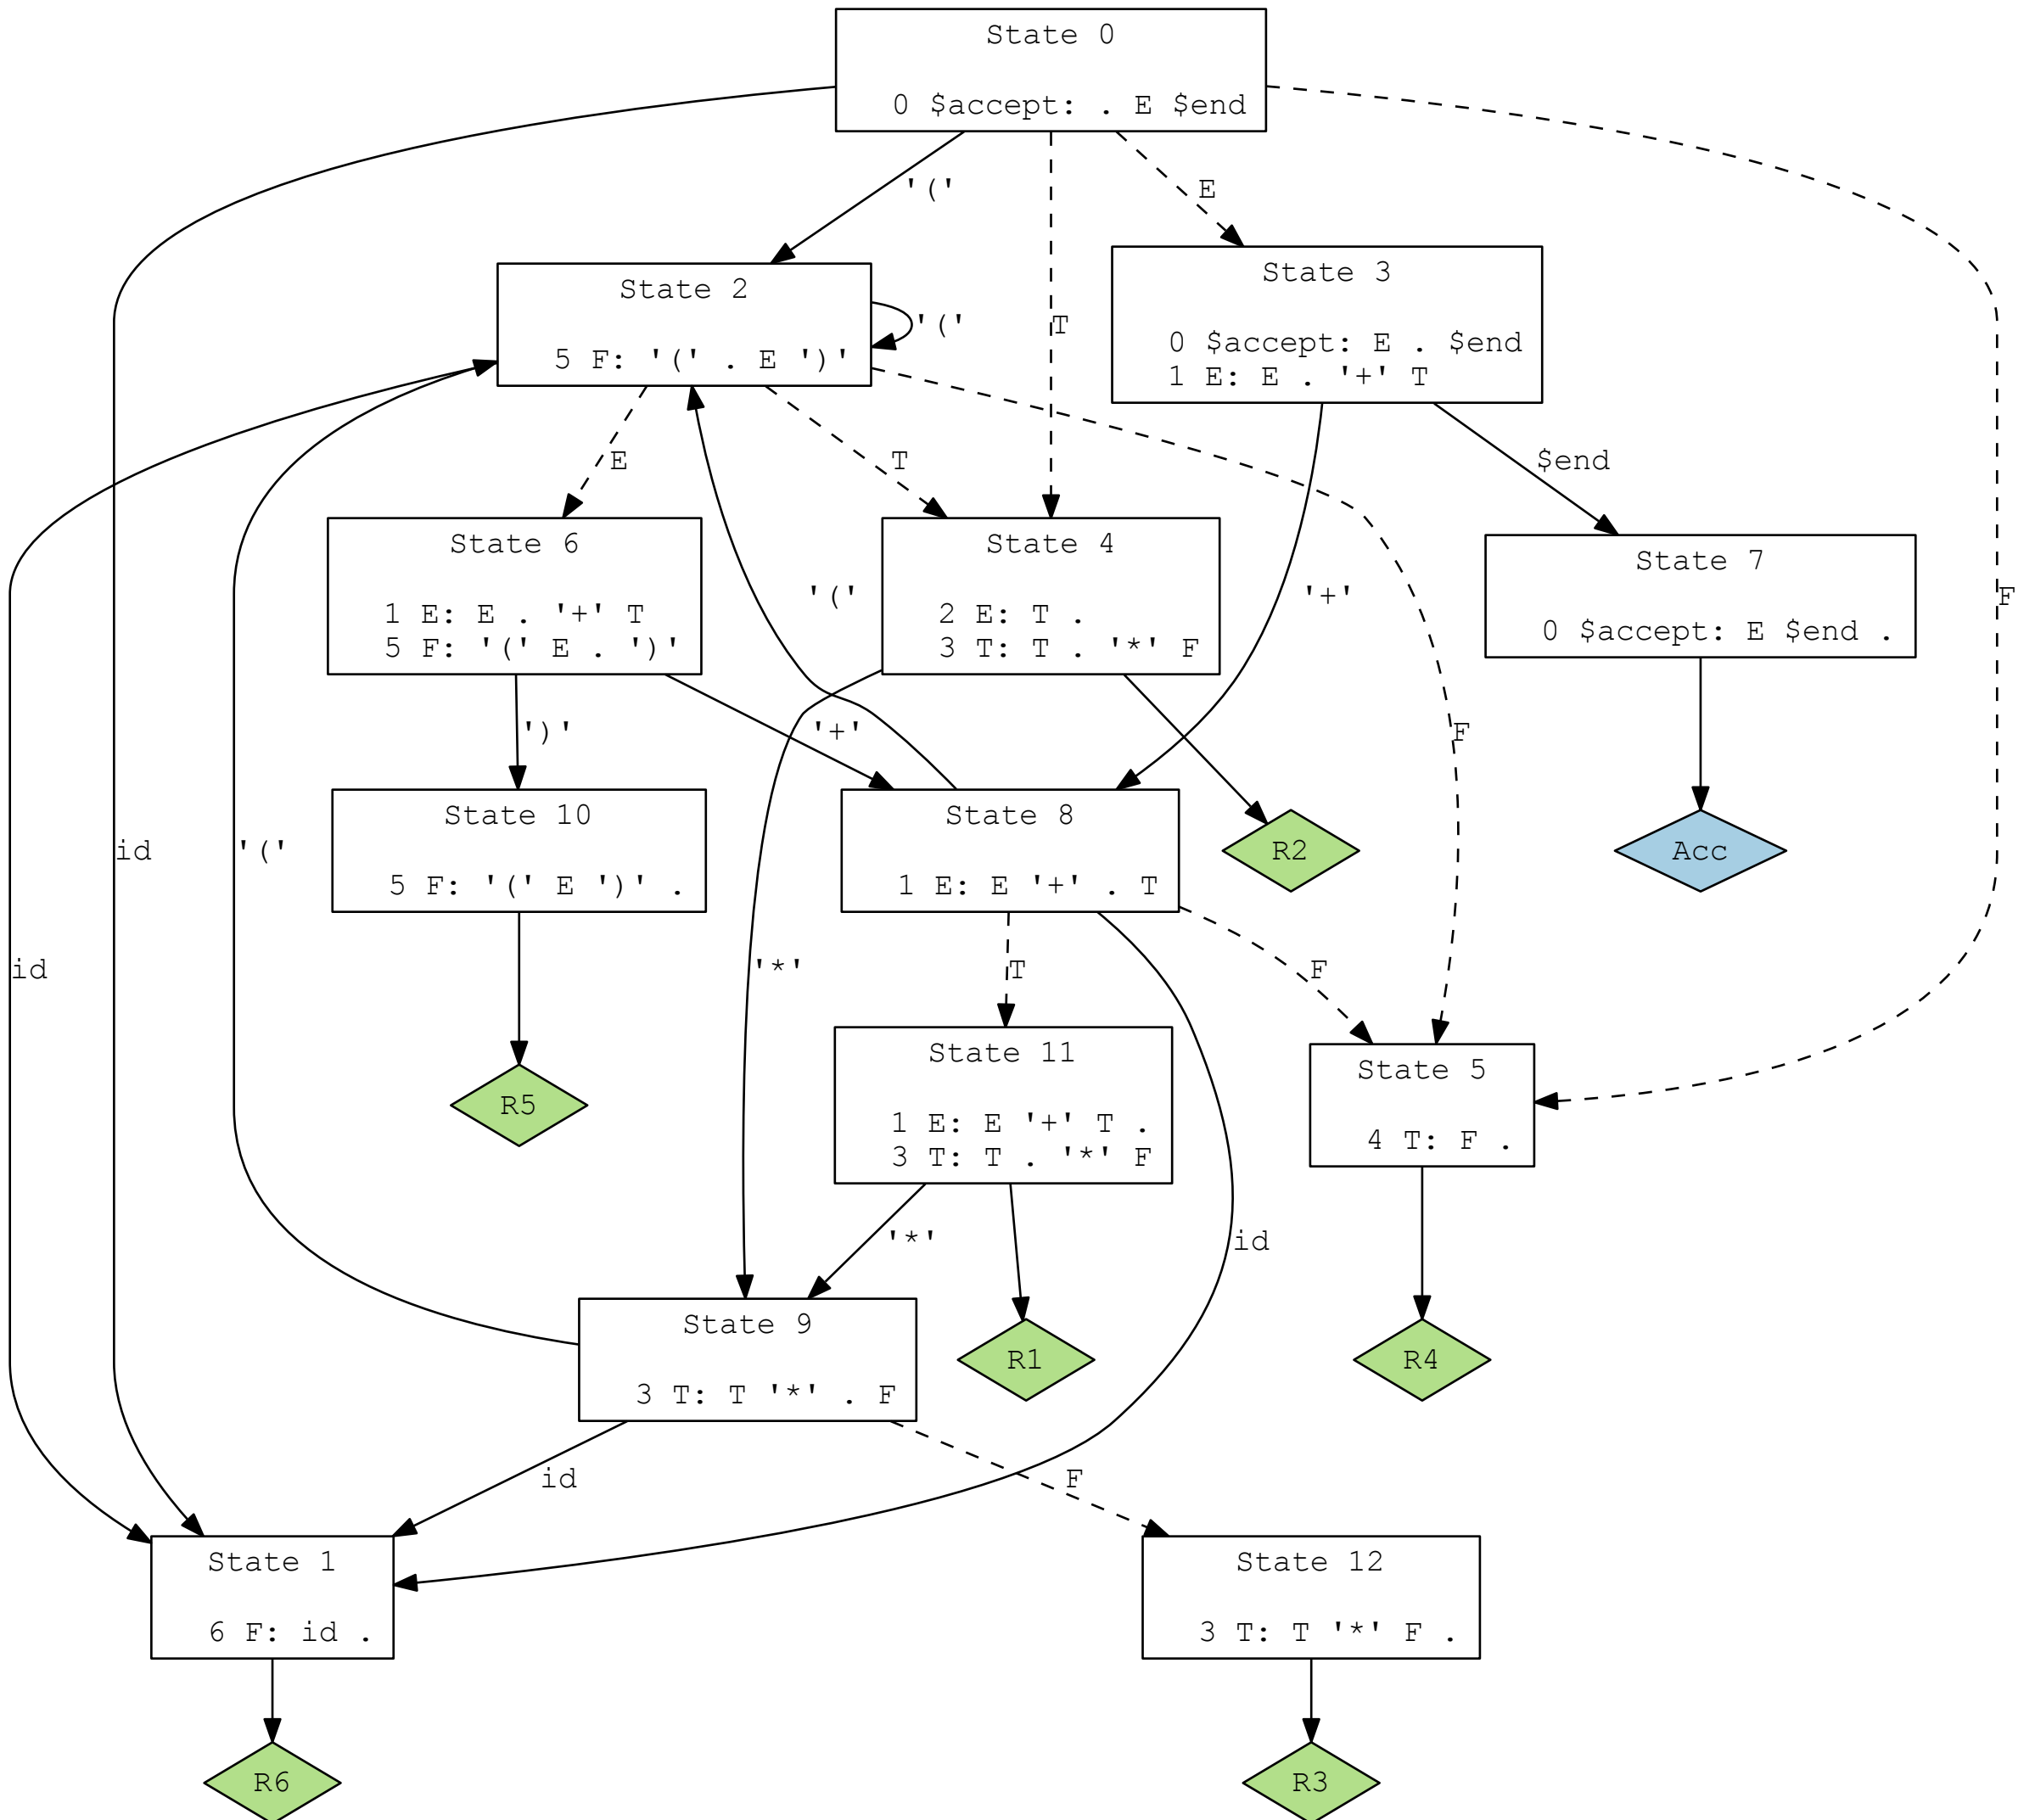 State 0
0 $accept: . E $end
'('
E
State 2
5 F: '(' . E ')'
'('
T
State 3
0 $accept: E . $end
1 E: E . '+' T
E
T
$end
State 6
1 E: E . '+' T
5 F: '(' E . ')'
'('
State 4
2 E: T .
3 T: T . '*' F
'+'
State 7
0 $accept: E $end .
F
')'
'+'
F
id
'('
State 10
5 F: '(' E ')' .
State 8
1 E: E '+' . T
R2
Acc
id
'*'
T
F
R5
State 11
1 E: E '+' T .
3 T: T . '*' F
State 5
4 T: F .
'*'
id
State 9
3 T: T '*' . F
R1
R4
id
F
State 1
6 F: id .
State 12
3 T: T '*' F .
R6
R3